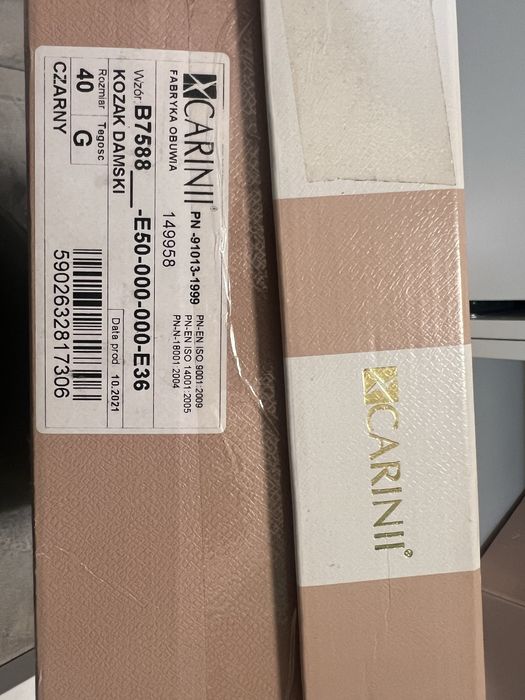 CARINII
FABRYKA OBUWIA
PN -91013-1999
149958
PN-EN ISO 9001:2009
PN-EN ISO 14001:2005
PN-N-18001:2004
Wzór: B7588___-E50-000-000-E36
KOZAK DAMSKI
Data prod 10.2021
Rozmiar
40
Tęgość
G
CZARNY
5902632817306
CARINII®